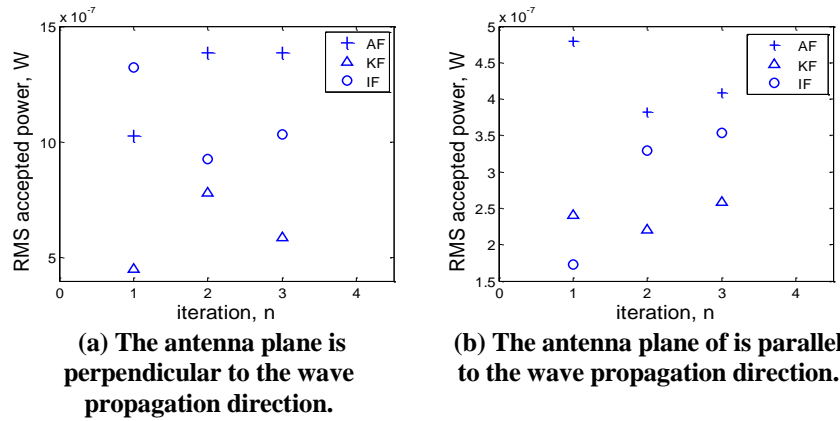 x 10^-7
15
10
5
0
1
2
3
4
RMS accepted power, W
iteration, n
AF
KF
IF
(a) The antenna plane is
perpendicular to the wave
propagation direction.
x 10^-7
5
4.5
4
3.5
3
2.5
2
1.5
0
1
2
3
4
RMS accepted power, W
iteration, n
AF
KF
IF
(b) The antenna plane of is parallel
to the wave propagation direction.